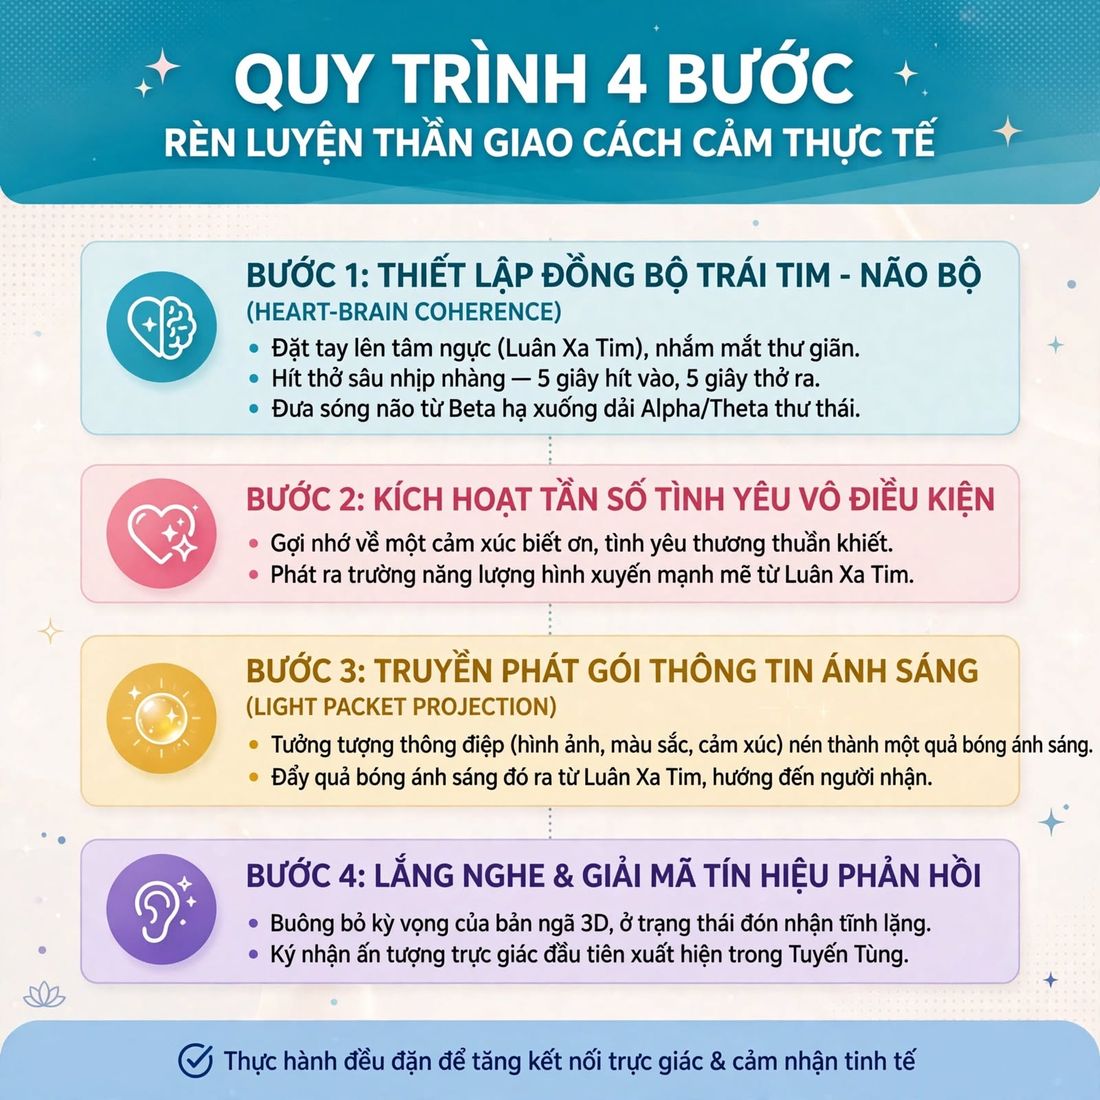 QUY TRÌNH 4 BƯỚC
RÈN LUYỆN THẦN GIAO CÁCH CẢM THỰC TẾ
BƯỚC 1: THIẾT LẬP ĐỒNG BỘ TRÁI TIM - NÃO BỘ
(HEART-BRAIN COHERENCE)
• Đặt tay lên tâm ngực (Luân Xa Tim), nhắm mắt thư giãn.
• Hít thở sâu nhịp nhàng — 5 giây hít vào, 5 giây thở ra.
• Đưa sóng não từ Beta hạ xuống dải Alpha/Theta thư thái.
BƯỚC 2: KÍCH HOẠT TẦN SỐ TÌNH YÊU VÔ ĐIỀU KIỆN
• Gợi nhớ về một cảm xúc biết ơn, tình yêu thương thuần khiết.
• Phát ra trường năng lượng hình xuyến mạnh mẽ từ Luân Xa Tim.
BƯỚC 3: TRUYỀN PHÁT GÓI THÔNG TIN ÁNH SÁNG
(LIGHT PACKET PROJECTION)
• Tưởng tượng thông điệp (hình ảnh, màu sắc, cảm xúc) nén thành một quả bóng ánh sáng.
• Đẩy quả bóng ánh sáng đó ra từ Luân Xa Tim, hướng đến người nhận.
BƯỚC 4: LẮNG NGHE & GIẢI MÃ TÍN HIỆU PHẢN HỒI
• Buông bỏ kỳ vọng của bản ngã 3D, ở trạng thái đón nhận tĩnh lặng.
• Ký nhận ấn tượng trực giác đầu tiên xuất hiện trong Tuyến Tùng.
Thực hành đều đặn để tăng kết nối trực giác & cảm nhận tinh tế